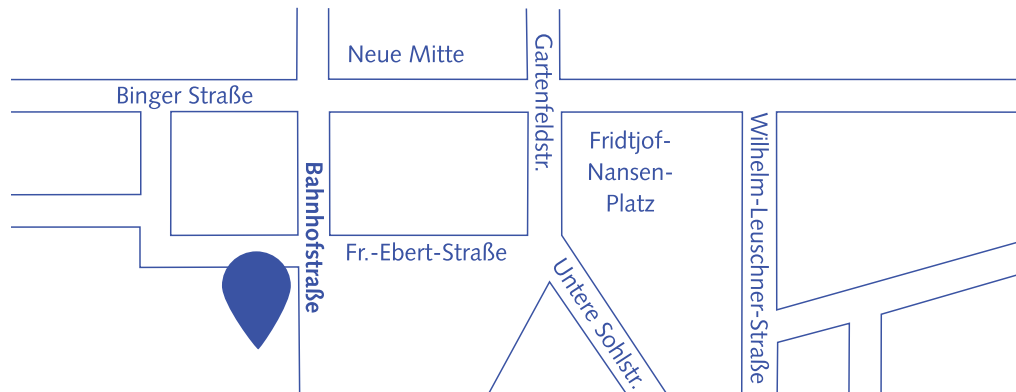 Neue Mitte
Binger Straße
Gartenfeldstr.
Fridtjof-
Nansen-
Platz
Wilhelm-Leuschner-Straße
Bahnhofstraße
Fr.-Ebert-Straße
Untere Sohlstr.